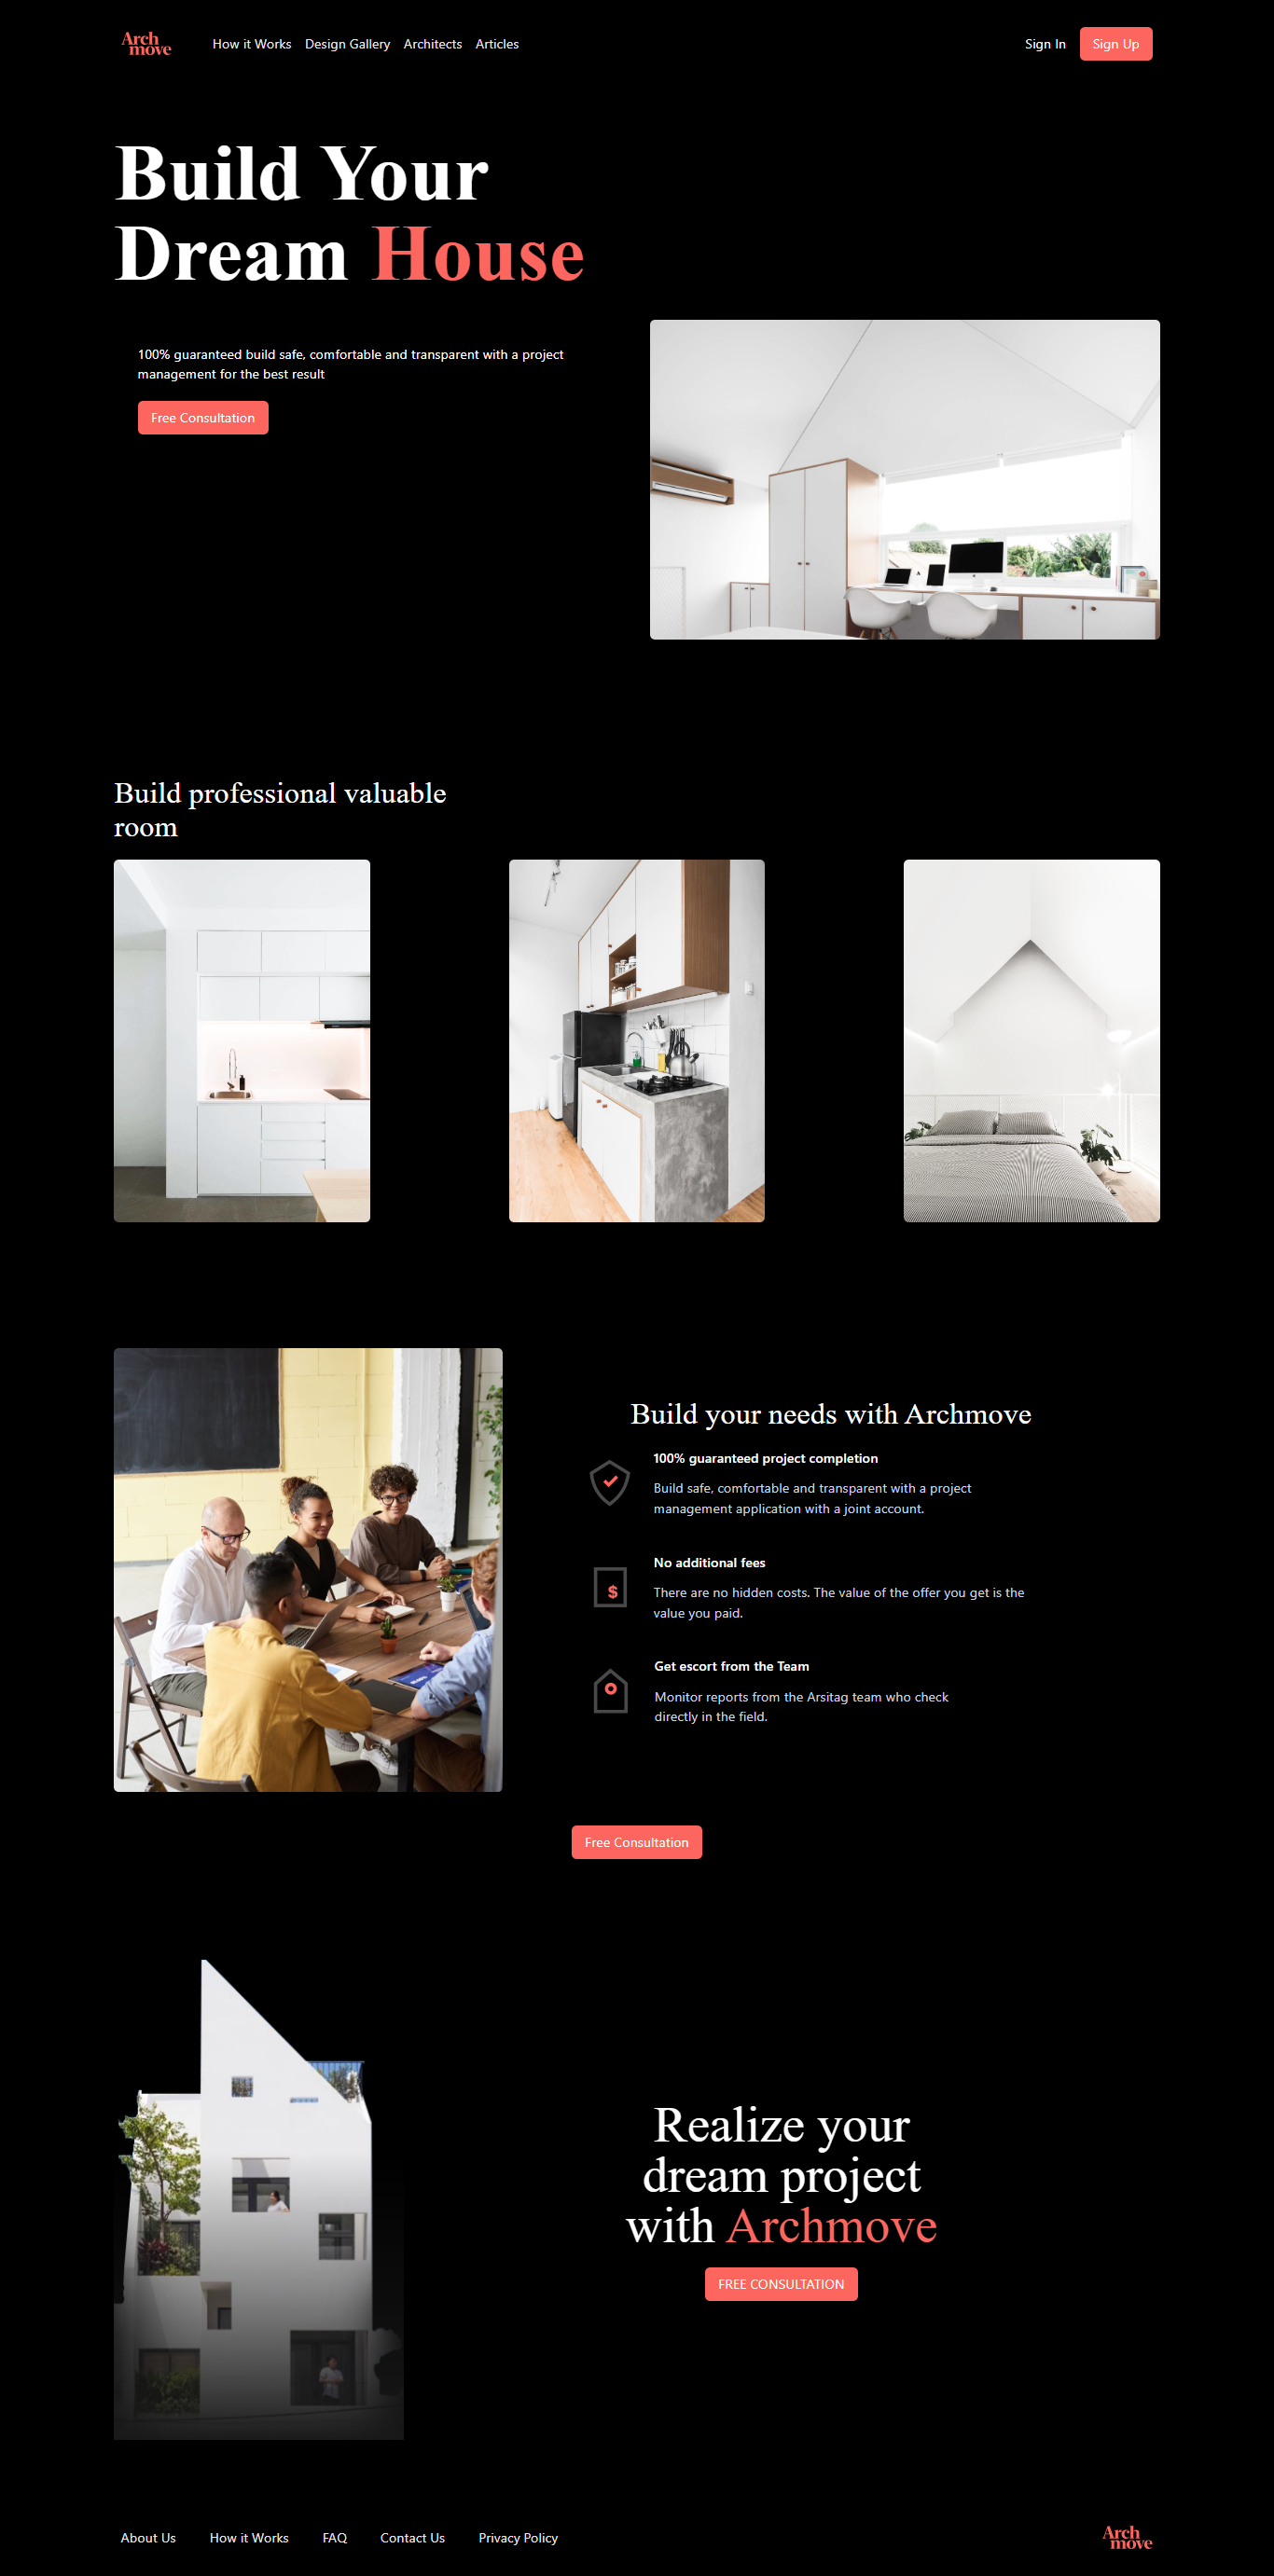 Arch
move
How it Works Design Gallery Architects Articles
Sign In Sign Up
Build Your
Dream House
100% guaranteed build safe, comfortable and transparent with a project
management for the best result
Free Consultation
Build professional valuable
room
Build your needs with Archmove
100% guaranteed project completion
Build safe, comfortable and transparent with a project
management application with a joint account.
No additional fees
$
There are no hidden costs. The value of the offer you get is the
value you paid.
Get escort from the Team
Monitor reports from the Arsitag team who check
directly in the field.
Free Consultation
Realize your
dream project
with Archmove
FREE CONSULTATION
About Us How it Works FAQ Contact Us Privacy Policy
Arch
move